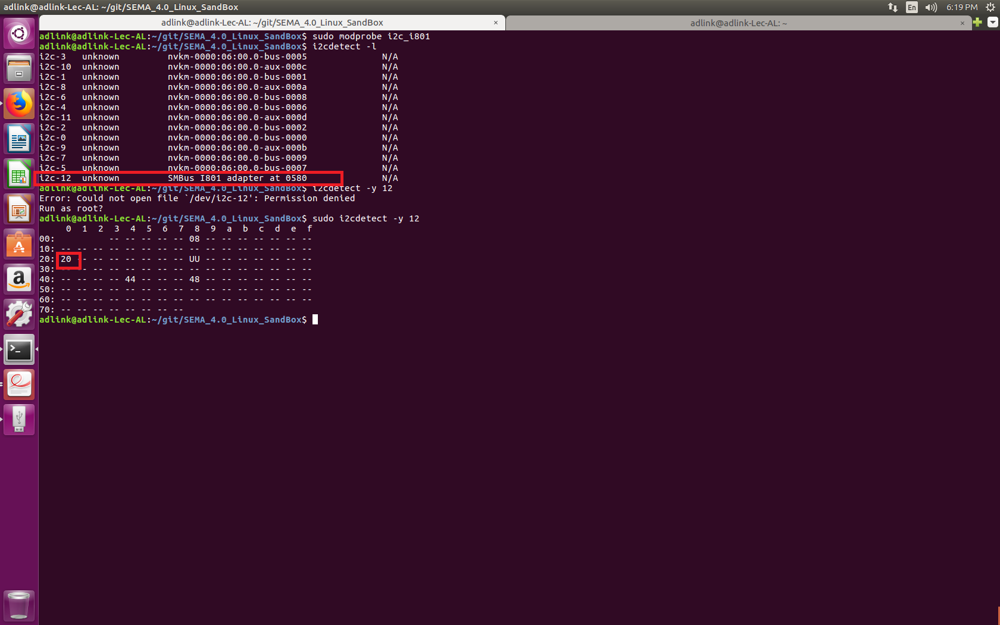 adlink@adlink-Lec-AL: ~/git/SEMA_4.0_Linux_SandBox
En
6:19 PM
adlink@adlink-Lec-AL: ~/git/SEMA_4.0_Linux_SandBox ×
adlink@adlink-Lec-AL: ~ ×
adlink@adlink-Lec-AL:~/git/SEMA_4.0_Linux_SandBox$ sudo modprobe i2c_i801
adlink@adlink-Lec-AL:~/git/SEMA_4.0_Linux_SandBox$ i2cdetect -l
i2c-3 unknown nvkm-0000:06:00.0-bus-0005 N/A
i2c-10 unknown nvkm-0000:06:00.0-aux-000c N/A
i2c-1 unknown nvkm-0000:06:00.0-bus-0001 N/A
i2c-8 unknown nvkm-0000:06:00.0-aux-000a N/A
i2c-6 unknown nvkm-0000:06:00.0-bus-0008 N/A
i2c-4 unknown nvkm-0000:06:00.0-bus-0006 N/A
i2c-11 unknown nvkm-0000:06:00.0-aux-000d N/A
i2c-2 unknown nvkm-0000:06:00.0-bus-0002 N/A
i2c-0 unknown nvkm-0000:06:00.0-bus-0000 N/A
i2c-9 unknown nvkm-0000:06:00.0-aux-000b N/A
i2c-7 unknown nvkm-0000:06:00.0-bus-0009 N/A
i2c-5 unknown nvkm-0000:06:00.0-bus-0007 N/A
i2c-12 unknown SMBus I801 adapter at 0580 N/A
adlink@adlink-Lec-AL:~/git/SEMA_4.0_Linux_SandBox$ i2cdetect -y 12
Error: Could not open file `/dev/i2c-12': Permission denied
Run as root?
adlink@adlink-Lec-AL:~/git/SEMA_4.0_Linux_SandBox$ sudo i2cdetect -y 12
0 1 2 3 4 5 6 7 8 9 a b c d e f
00: -- -- -- -- -- 08 -- -- -- -- -- -- --
10: -- -- -- -- -- -- -- -- -- -- -- -- -- -- -- --
20: 20 -- -- -- -- -- -- -- UU -- -- -- -- -- -- --
30: -- -- -- -- -- -- -- -- -- -- -- -- -- -- -- --
40: -- -- -- -- 44 -- -- -- 48 -- -- -- -- -- -- --
50: -- -- -- -- -- -- -- -- -- -- -- -- -- -- -- --
60: -- -- -- -- -- -- -- -- -- -- -- -- -- -- -- --
70: -- -- -- -- -- -- -- --
adlink@adlink-Lec-AL:~/git/SEMA_4.0_Linux_SandBox$